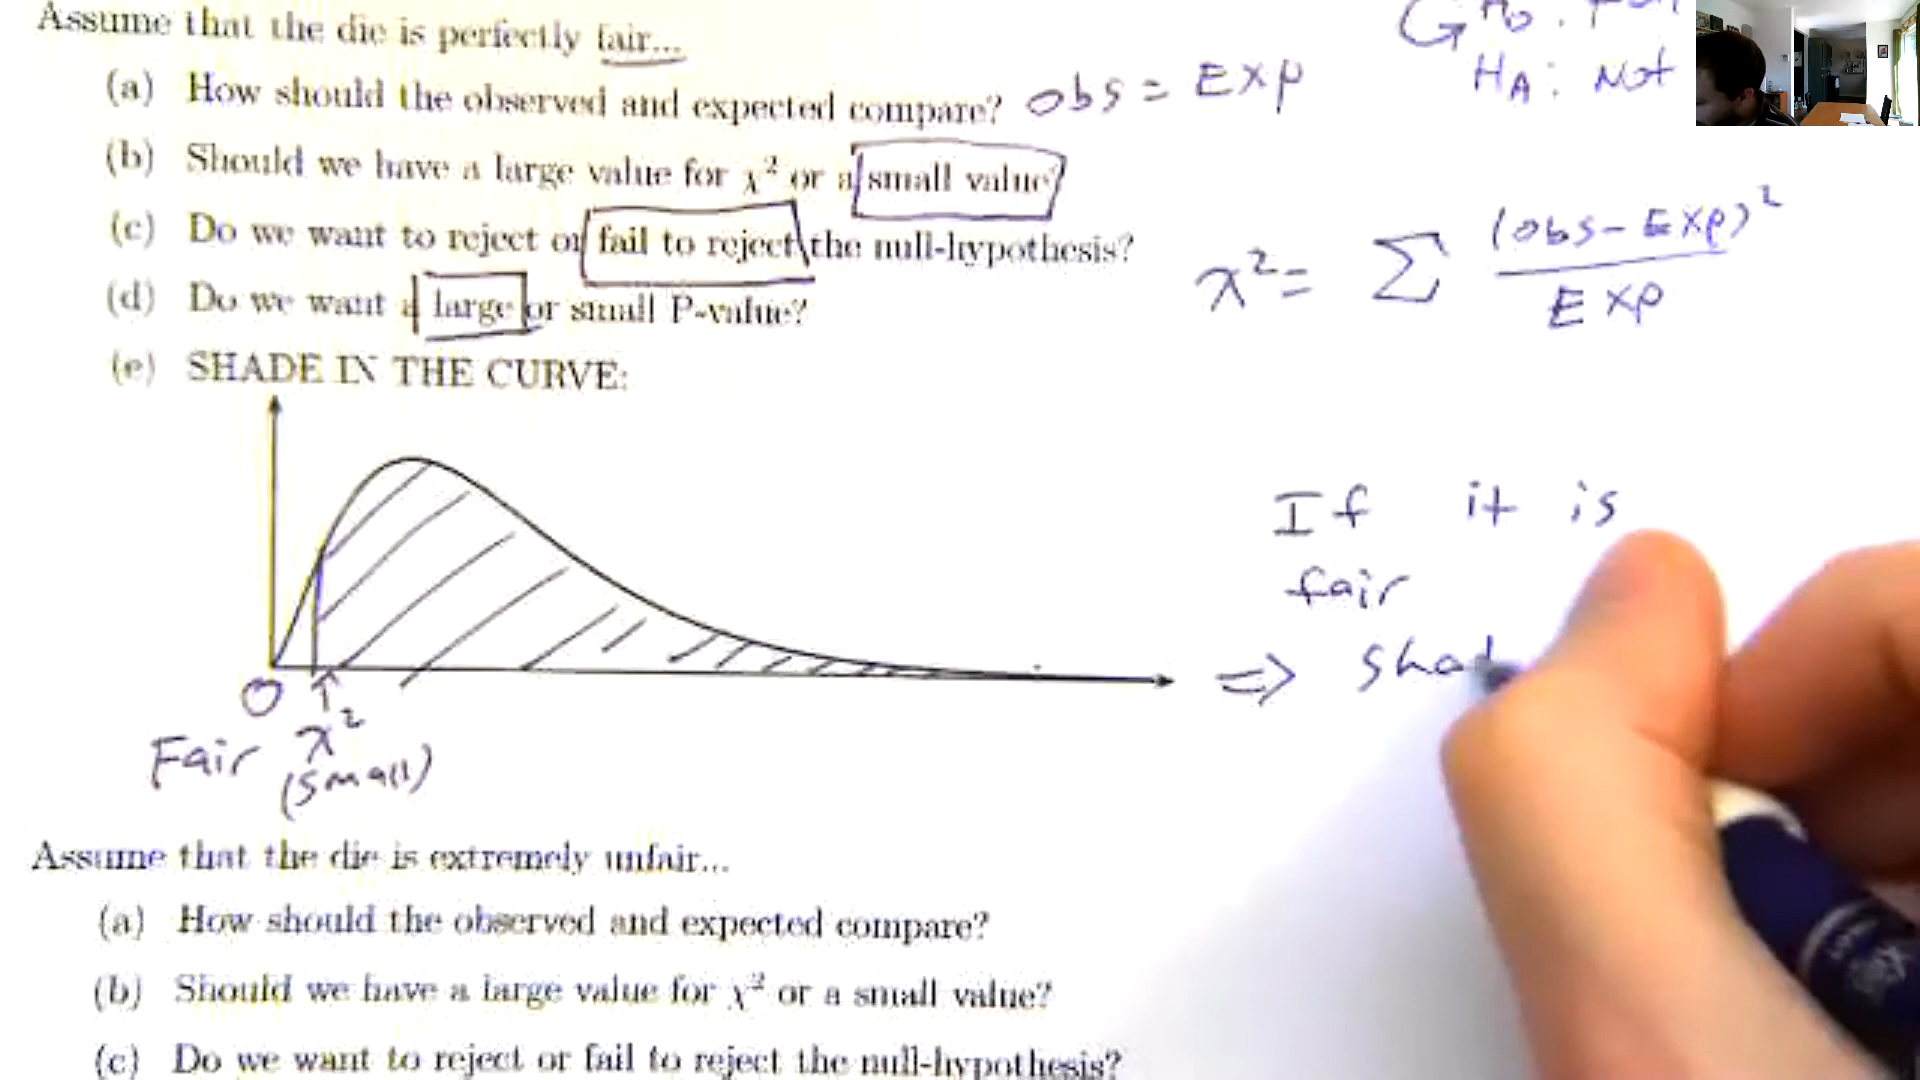 Assume that the die is perfectly fair...
(a) How should the observed and expected compare? obs = Exp
(b) Should we have a large value for χ² or a small value?
(c) Do we want to reject or fail to reject the null-hypothesis?
(d) Do we want a large or small P-value?
(e) SHADE IN THE CURVE:
H₀:
H_A: Not
χ² = Σ (obs - Exp)²
Exp
If it is
fair
⇒
0 ↑
Fair χ²
(small)
Assume that the die is extremely unfair...
(a) How should the observed and expected compare?
(b) Should we have a large value for χ² or a small value?
(c) Do we want to reject or fail to reject the null-hypothesis?